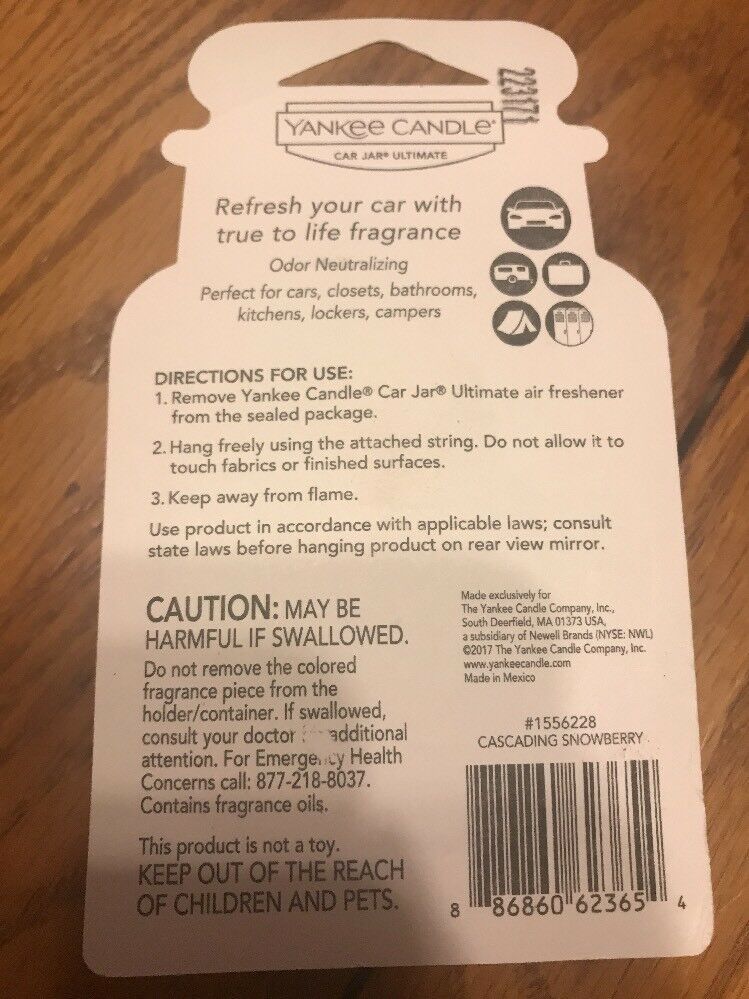 223171
YANKEE CANDLE®
CAR JAR® ULTIMATE
Refresh your car with
true to life fragrance
Odor Neutralizing
Perfect for cars, closets, bathrooms,
kitchens, lockers, campers
DIRECTIONS FOR USE:
1. Remove Yankee Candle® Car Jar® Ultimate air freshener
from the sealed package.
2. Hang freely using the attached string. Do not allow it to
touch fabrics or finished surfaces.
3. Keep away from flame.
Use product in accordance with applicable laws; consult
state laws before hanging product on rear view mirror.
CAUTION: MAY BE
HARMFUL IF SWALLOWED.
Do not remove the colored
fragrance piece from the
holder/container. If swallowed,
consult your doctor additional
attention. For Emergency Health
Concerns call: 877-218-8037.
Contains fragrance oils.
This product is not a toy.
KEEP OUT OF THE REACH
OF CHILDREN AND PETS.
Made exclusively for
The Yankee Candle Company, Inc.,
South Deerfield, MA 01373 USA,
a subsidiary of Newell Brands (NYSE: NWL)
©2017 The Yankee Candle Company, Inc.
www.yankeecandle.com
Made in Mexico
#1556228
CASCADING SNOWBERRY
8 86860 62365 4